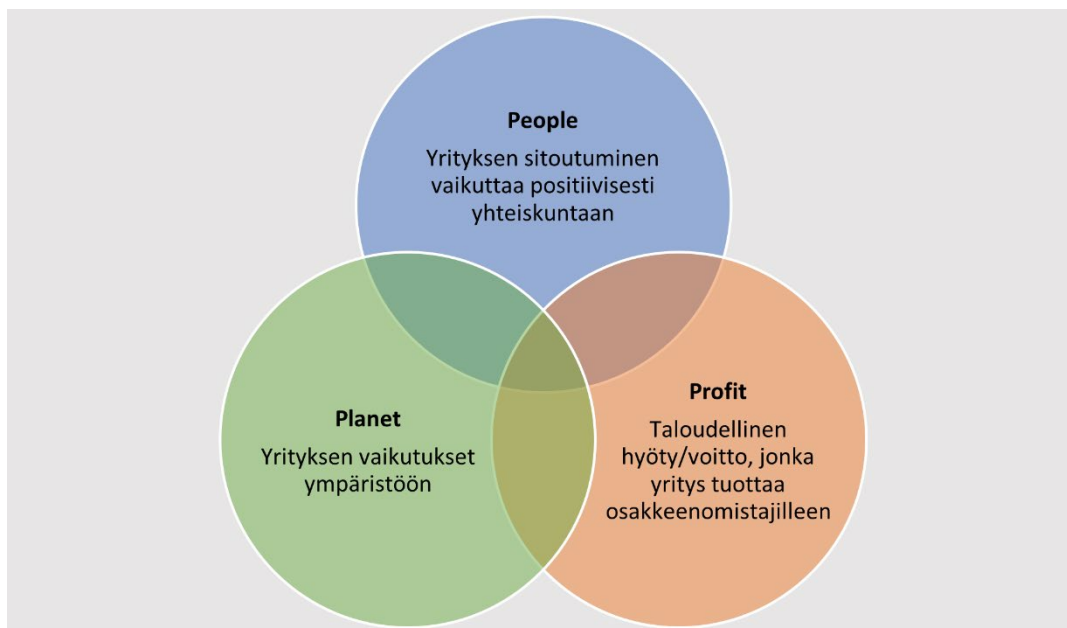 People
Yrityksen sitoutuminen
vaikuttaa positiivisesti
yhteiskuntaan
Planet
Yrityksen vaikutukset
ympäristöön
Profit
Taloudellinen
hyöty/voitto, jonka
yritys tuottaa
osakkeenomistajilleen